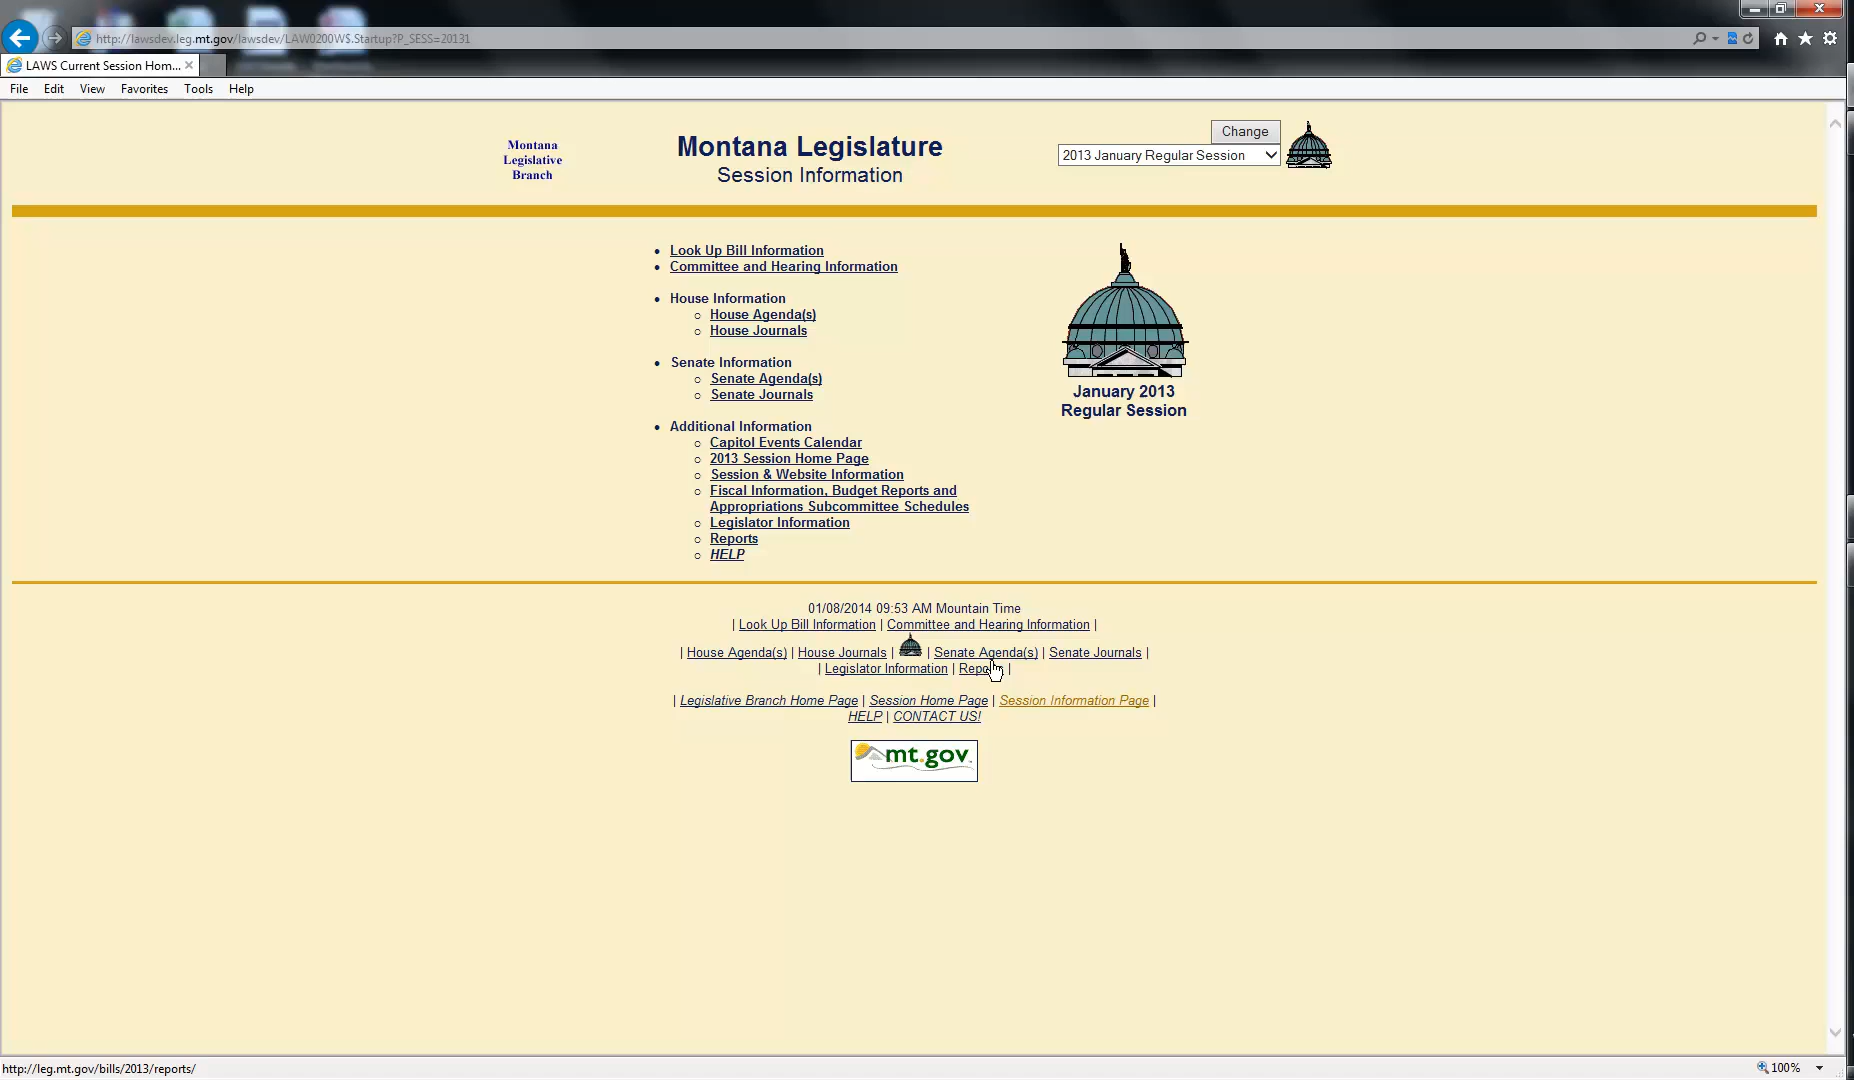 http://lawsdev.leg.mt.gov/lawsdev/LAW0200W$.Startup?P_SESS=20131
LAWS Current Session Hom...
File Edit View Favorites Tools Help
Montana
Legislative
Branch
Montana Legislature
Session Information
Change
2013 January Regular Session
Look Up Bill Information
Committee and Hearing Information
House Information
House Agenda(s)
House Journals
Senate Information
Senate Agenda(s)
Senate Journals
Additional Information
Capitol Events Calendar
2013 Session Home Page
Session & Website Information
Fiscal Information, Budget Reports and
Appropriations Subcommittee Schedules
Legislator Information
Reports
HELP
January 2013
Regular Session
01/08/2014 09:53 AM Mountain Time
| Look Up Bill Information | Committee and Hearing Information |
| House Agenda(s) | House Journals | | Senate Agenda(s) | Senate Journals |
| Legislator Information | Reports |
| Legislative Branch Home Page | Session Home Page | Session Information Page |
HELP | CONTACT US!
mt.gov
http://leg.mt.gov/bills/2013/reports/
100%